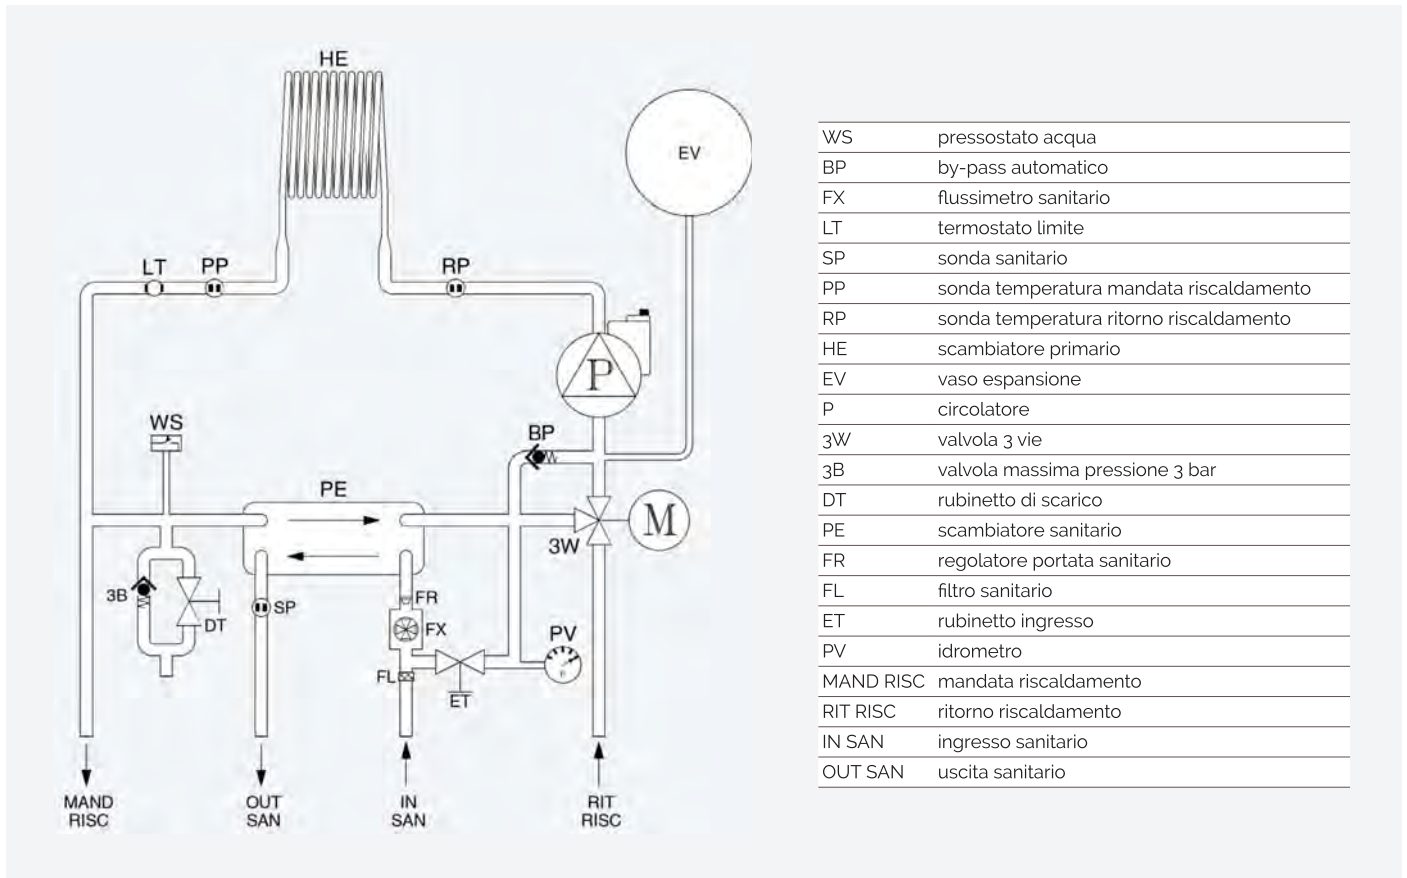 HE
EV
LT
PP
RP
P
WS
BP
PE
M
3W
3B
DT
SP
FR
FX
PV
FL
ET
MAND
RISC
OUT
SAN
IN
SAN
RIT
RISC
WS pressostato acqua
BP by-pass automatico
FX flussimetro sanitario
LT termostato limite
SP sonda sanitario
PP sonda temperatura mandata riscaldamento
RP sonda temperatura ritorno riscaldamento
HE scambiatore primario
EV vaso espansione
P circolatore
3W valvola 3 vie
3B valvola massima pressione 3 bar
DT rubinetto di scarico
PE scambiatore sanitario
FR regolatore portata sanitario
FL filtro sanitario
ET rubinetto ingresso
PV idrometro
MAND RISC mandata riscaldamento
RIT RISC ritorno riscaldamento
IN SAN ingresso sanitario
OUT SAN uscita sanitario